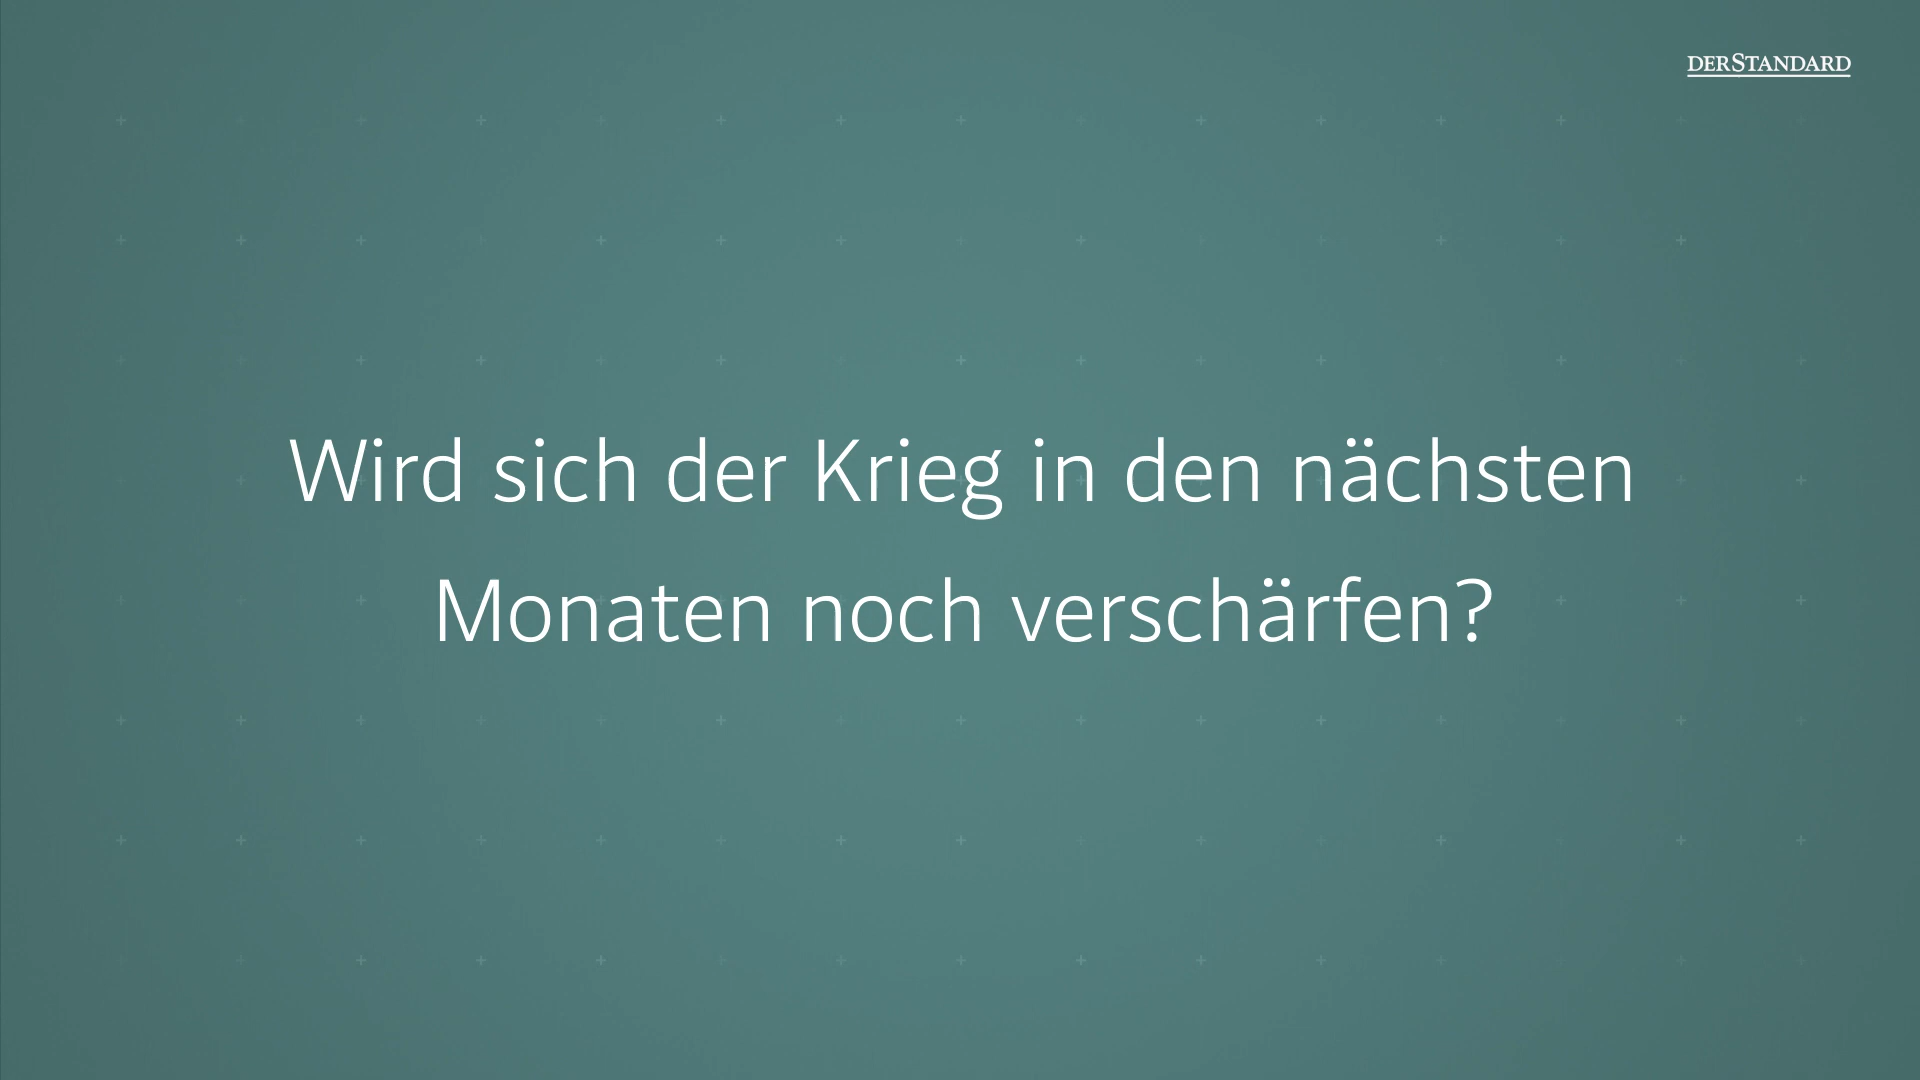 DERSTANDARD
Wird sich der Krieg in den nächsten
Monaten noch verschärfen?